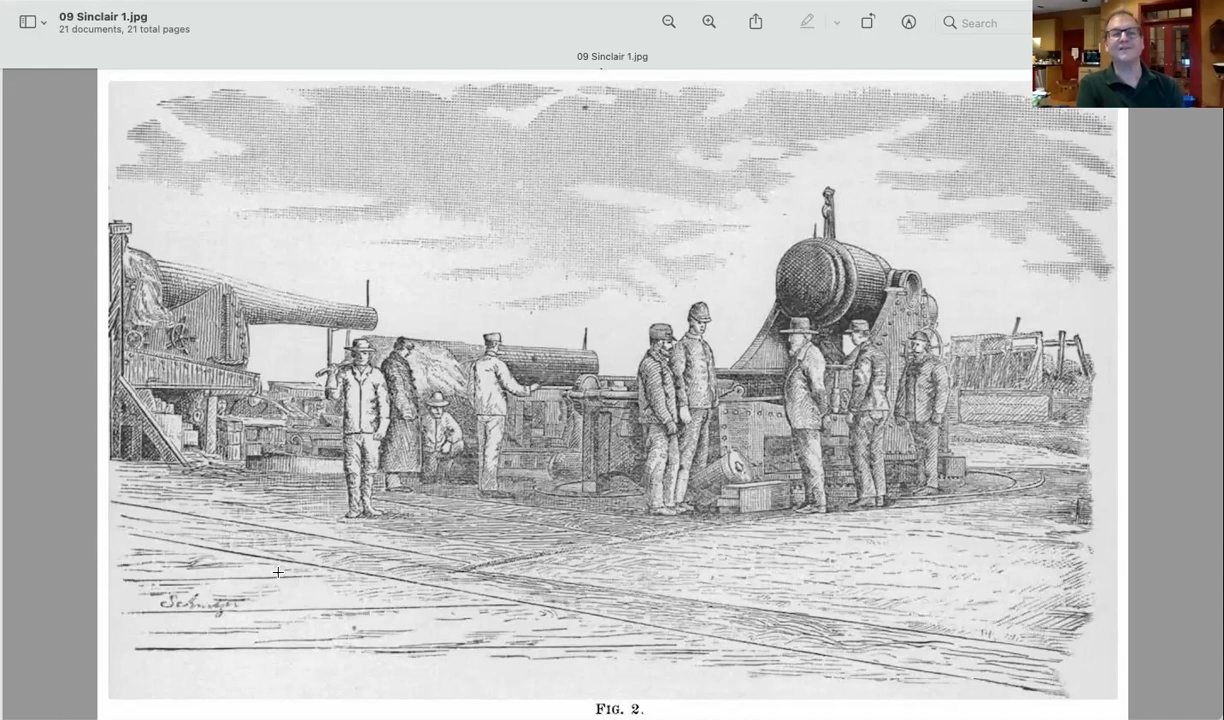 09 Sinclair 1.jpg
21 documents, 21 total pages
Search
09 Sinclair 1.jpg
FIG. 2.